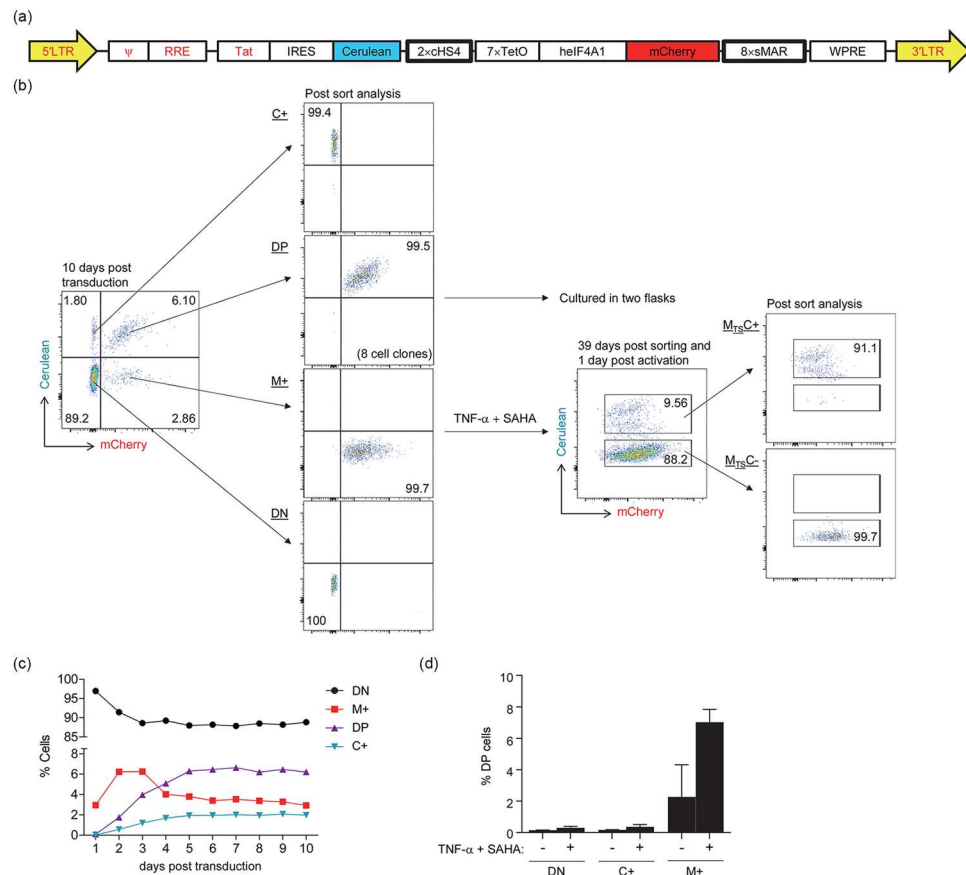 (a)
5'LTR ψ RRE Tat IRES Cerulean 2×cHS4 7×TetO heIF4A1 mCherry 8×sMAR WPRE 3'LTR
(b)
Post sort analysis
C+
99.4
DP
99.5
(8 cell clones)
10 days post
transduction
1.80 6.10
89.2 2.86
Cerulean
mCherry
M+
99.7
DN
100
Cultured in two flasks
TNF-α + SAHA
39 days post sorting and
1 day post activation
9.56
88.2
Cerulean
mCherry
Post sort analysis
MTSC+
91.1
MTSC-
99.7
(c)
100
95
90
85
8
6
4
2
0
% Cells
1 2 3 4 5 6 7 8 9 10
days post transduction
DN
M+
DP
C+
(d)
10
8
6
4
2
0
% DP cells
TNF-α + SAHA: - + - + - +
DN C+ M+